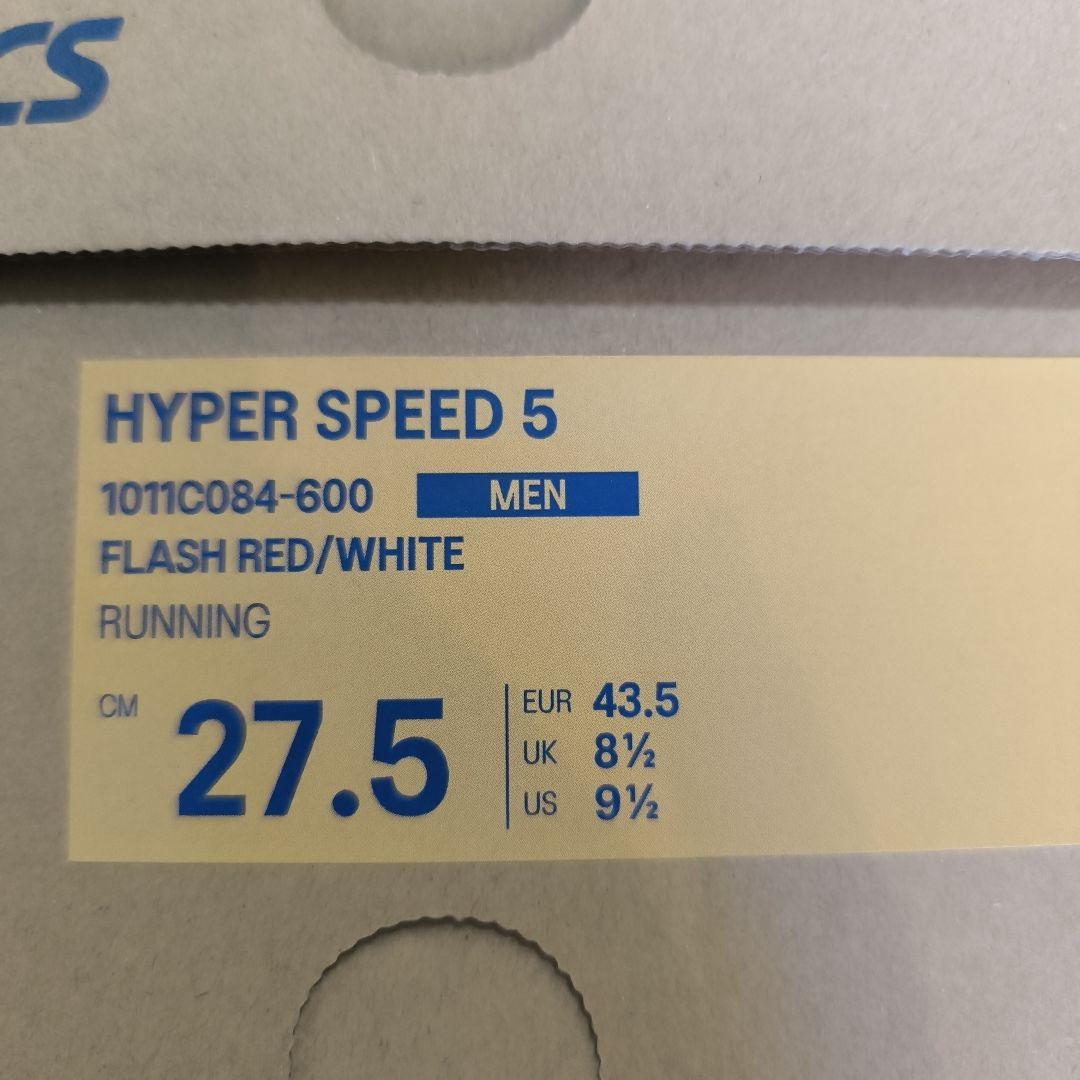 CS
HYPER SPEED 5
1011C084-600 MEN
FLASH RED/WHITE
RUNNING
CM 27.5
EUR 43.5
UK 8½
US 9½